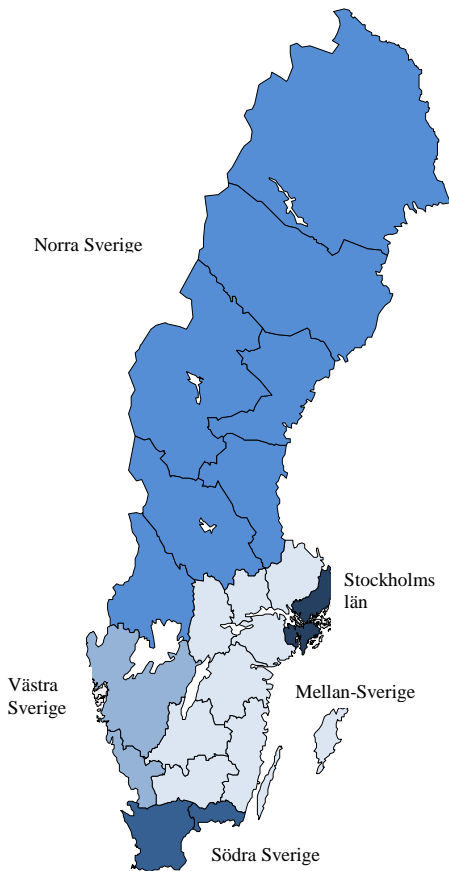 Norra Sverige
Stockholms
län
Västra
Sverige
Mellan-Sverige
Södra Sverige